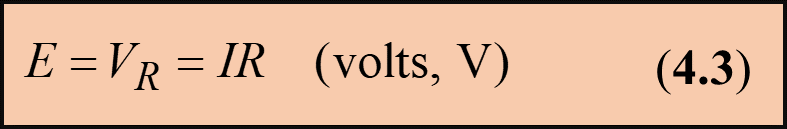 E = V_R = IR (volts, V) (4.3)